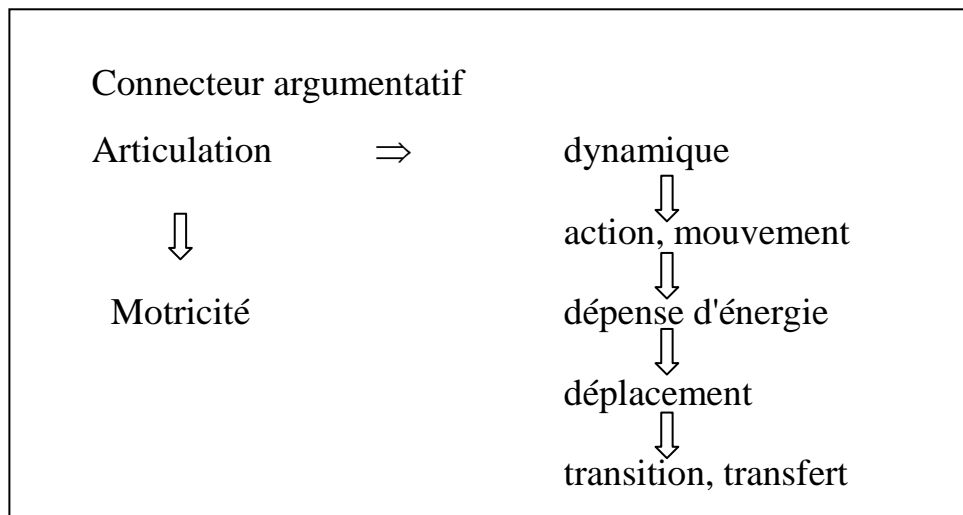 Connecteur argumentatif
Articulation ⇒ dynamique
action, mouvement
Motricité dépense d'énergie
déplacement
transition, transfert